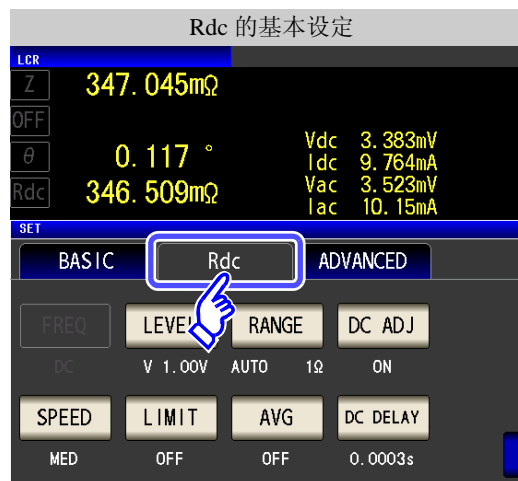 Rdc 的基本设定
LCR
Z 347.045mΩ
OFF
θ 0.117 °
Rdc 346.509mΩ
Vdc 3.383mV
Idc 9.764mA
Vac 3.523mV
Iac 10.15mA
SET
BASIC Rdc ADVANCED
FREQ LEVEL RANGE DC ADJ
DC V 1.00V AUTO 1Ω ON
SPEED LIMIT AVG DC DELAY
MED OFF OFF 0.0003s